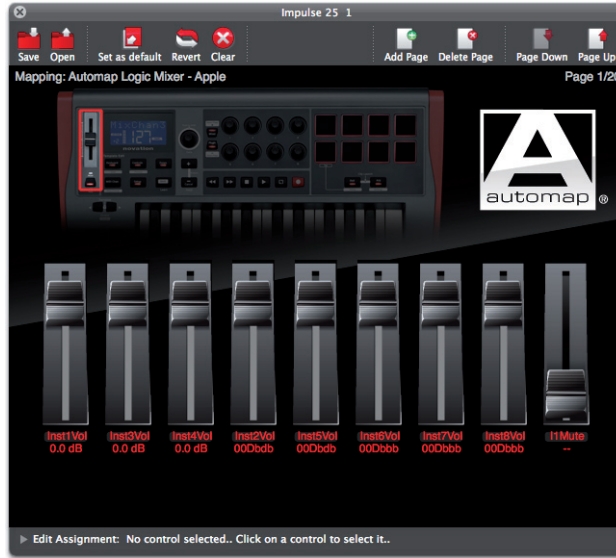 Impulse 25 1
Save Open Set as default Revert Clear Add Page Delete Page Page Down Page Up
Mapping: Automap Logic Mixer - Apple Page 1/20
MixChan3
127
automap ®
Inst1Vol Inst3Vol Inst4Vol Inst2Vol Inst5Vol Inst6Vol Inst7Vol Inst8Vol I1Mute
0.0 dB 0.0 dB 0.0 dB 00Dbdb 00Dbdb 00Dbbb 00Dbbb 00Dbbb --
Edit Assignment: No control selected.. Click on a control to select it..